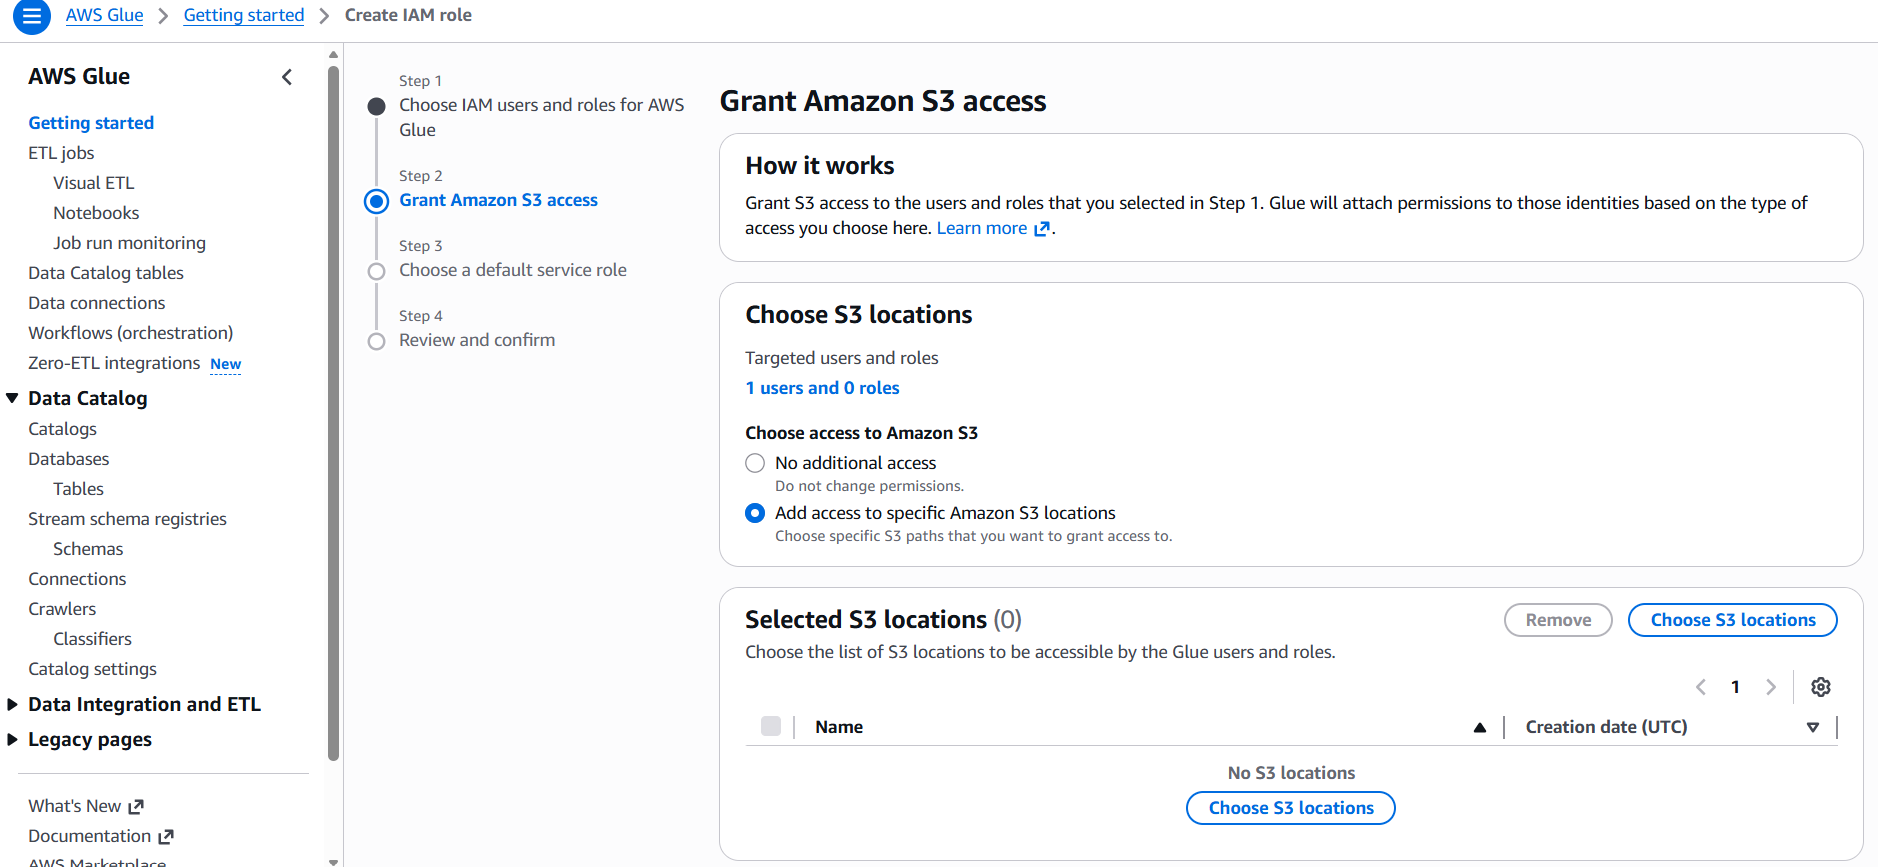 AWS Glue > Getting started > Create IAM role
AWS Glue
Getting started
ETL jobs
Visual ETL
Notebooks
Job run monitoring
Data Catalog tables
Data connections
Workflows (orchestration)
Zero-ETL integrations New
Data Catalog
Catalogs
Databases
Tables
Stream schema registries
Schemas
Connections
Crawlers
Classifiers
Catalog settings
Data Integration and ETL
Legacy pages
What's New
Documentation
AWS Marketplace
Step 1
Choose IAM users and roles for AWS
Glue
Step 2
Grant Amazon S3 access
Step 3
Choose a default service role
Step 4
Review and confirm
Grant Amazon S3 access
How it works
Grant S3 access to the users and roles that you selected in Step 1. Glue will attach permissions to those identities based on the type of
access you choose here. Learn more.
Choose S3 locations
Targeted users and roles
1 users and 0 roles
Choose access to Amazon S3
No additional access
Do not change permissions.
Add access to specific Amazon S3 locations
Choose specific S3 paths that you want to grant access to.
Selected S3 locations (0)
Remove
Choose S3 locations
Choose the list of S3 locations to be accessible by the Glue users and roles.
< 1 >
Name
Creation date (UTC)
No S3 locations
Choose S3 locations